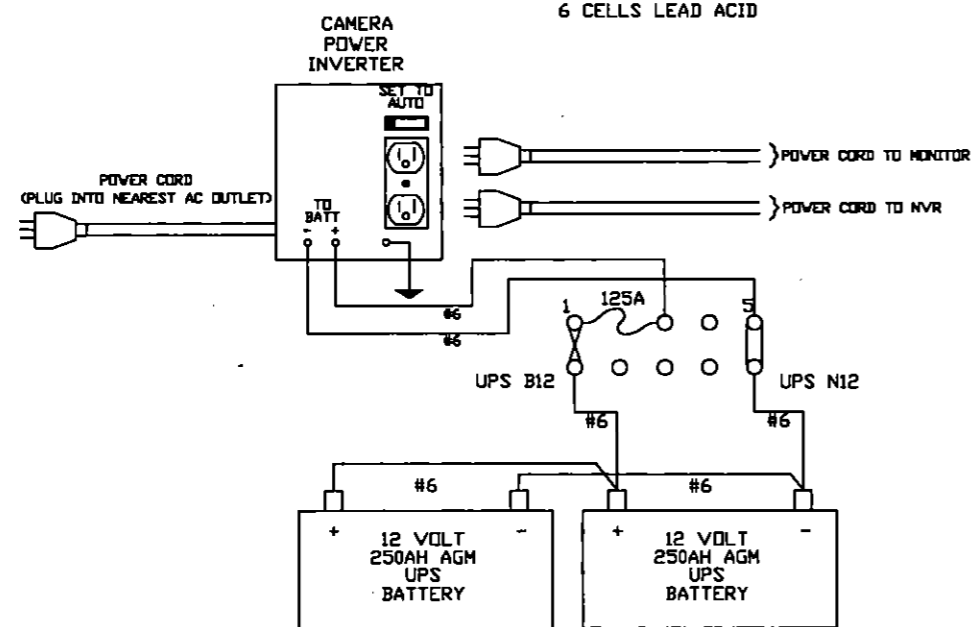 6 CELLS LEAD ACID
CAMERA
POWER
INVERTER
SET TO
AUTO
POWER CORD TO MONITOR
POWER CORD
(PLUG INTO NEAREST AC OUTLET)
TO
BATT
- +
POWER CORD TO NVR
#6
#6
1
125A
5
UPS B12
UPS N12
#6
#6
#6
#6
+ -
12 VOLT
250AH AGM
UPS
BATTERY
+ -
12 VOLT
250AH AGM
UPS
BATTERY